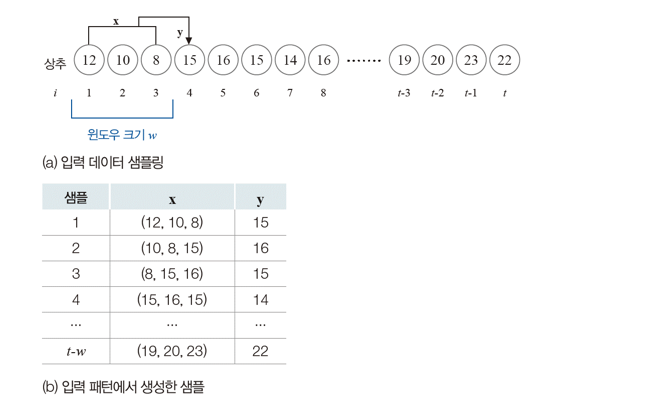 x
y
상추 12 10 8 15 16 15 14 16 ······· 19 20 23 22
i 1 2 3 4 5 6 7 8 t-3 t-2 t-1 t
윈도우 크기 w
(a) 입력 데이터 샘플링
샘플 x y
1 (12, 10, 8) 15
2 (10, 8, 15) 16
3 (8, 15, 16) 15
4 (15, 16, 15) 14
... ... ...
t-w (19, 20, 23) 22
(b) 입력 패턴에서 생성한 샘플